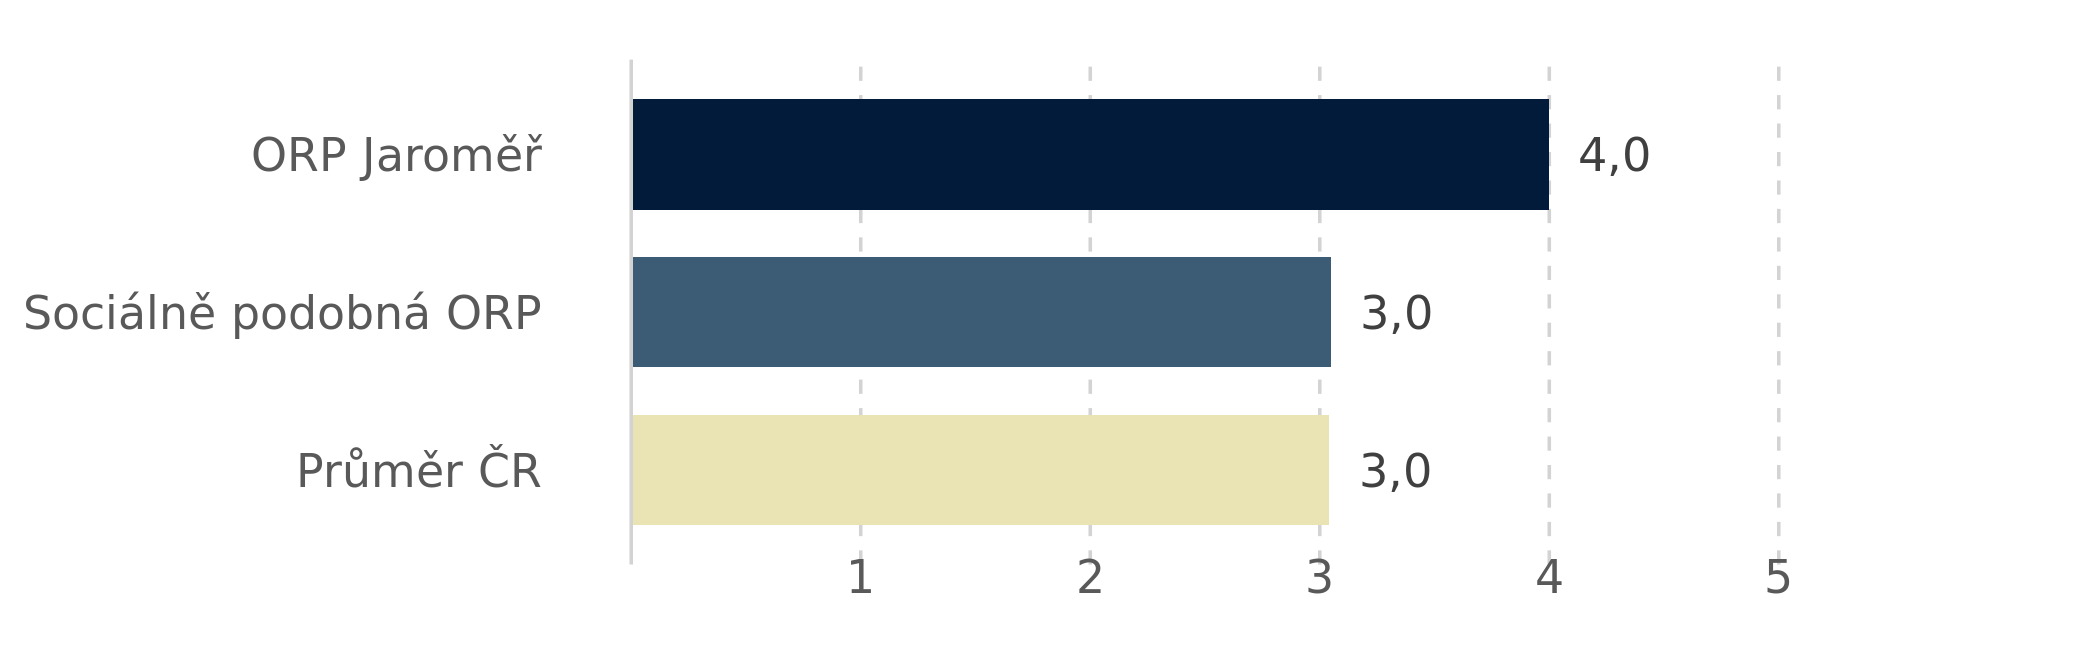 ORP Jaroměř
4,0
Sociálně podobná ORP
3,0
Průměr ČR
3,0
1 2 3 4 5